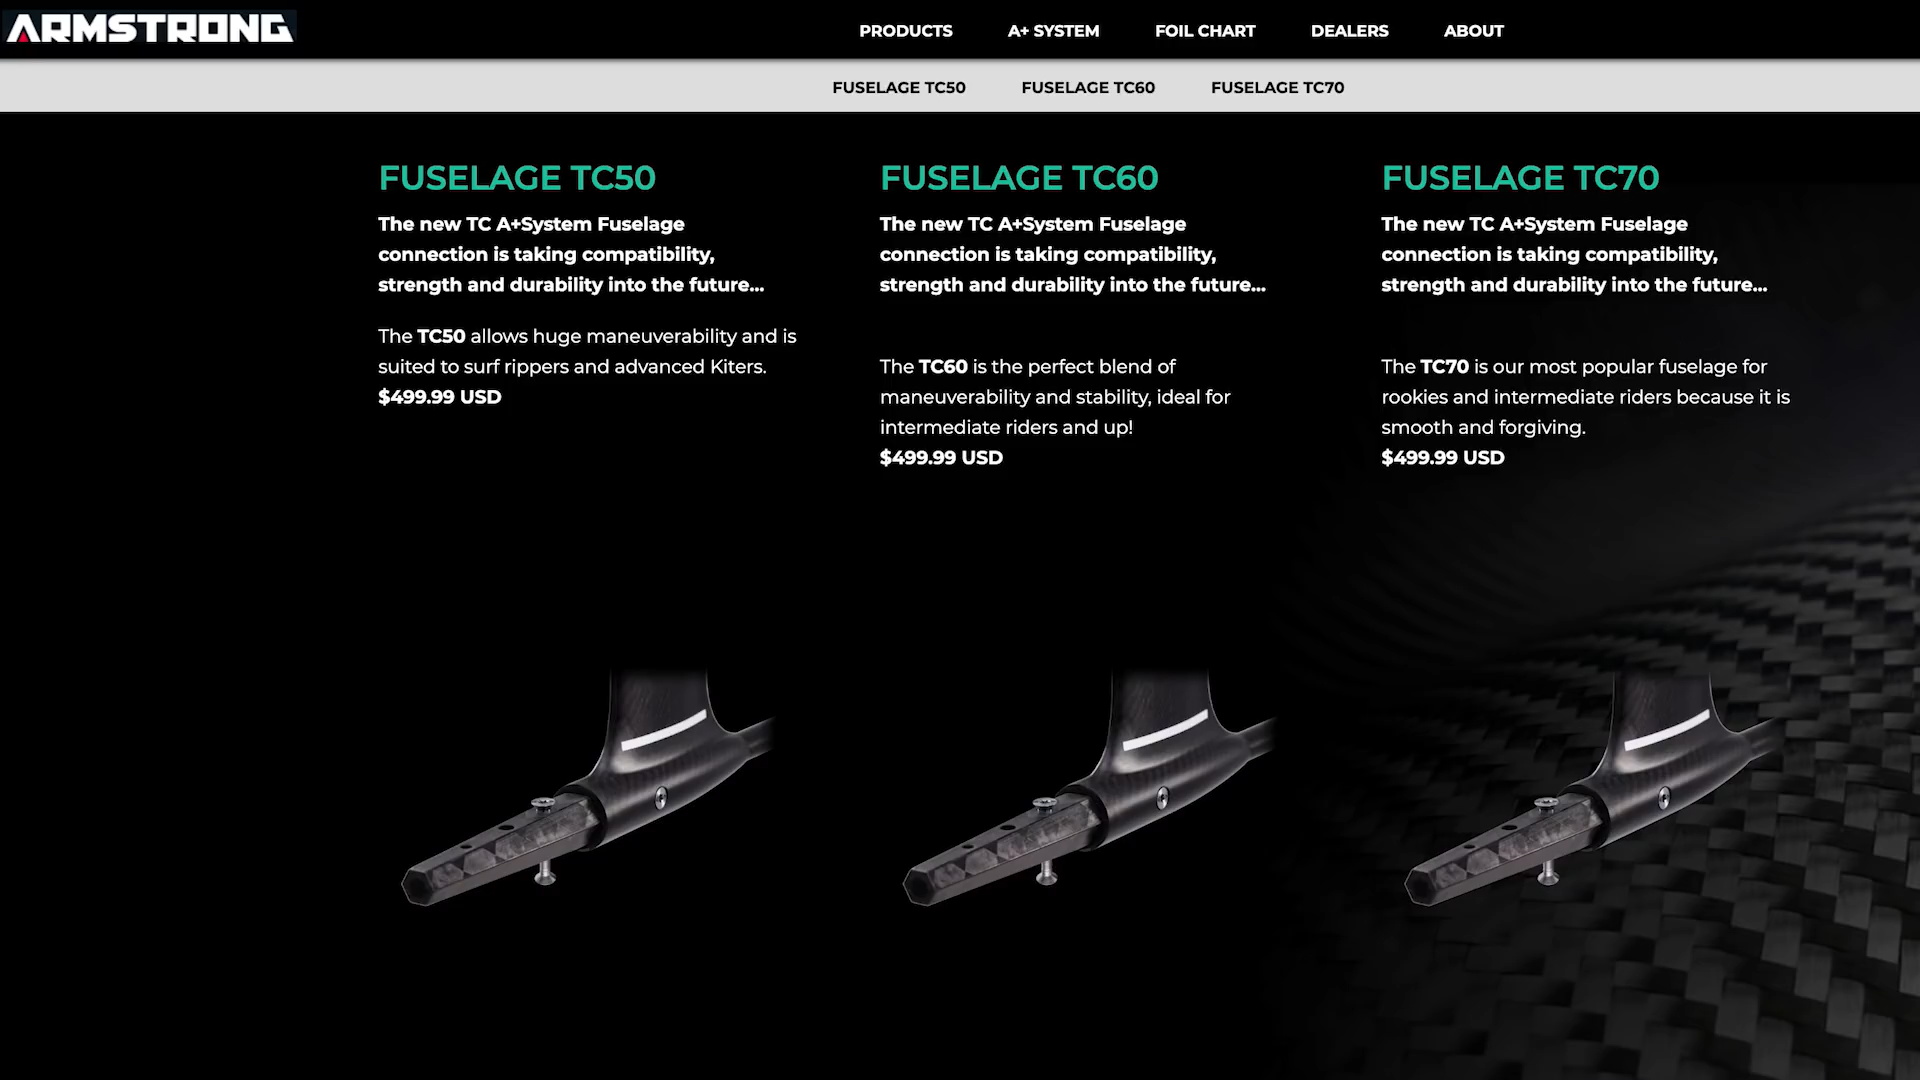 ARMSTRONG
PRODUCTS
A+ SYSTEM
FOIL CHART
DEALERS
ABOUT
FUSELAGE TC50
FUSELAGE TC60
FUSELAGE TC70
FUSELAGE TC50
The new TC A+System Fuselage
connection is taking compatibility,
strength and durability into the future...
The TC50 allows huge maneuverability and is
suited to surf rippers and advanced Kiters.
$499.99 USD
FUSELAGE TC60
The new TC A+System Fuselage
connection is taking compatibility,
strength and durability into the future...
The TC60 is the perfect blend of
maneuverability and stability, ideal for
intermediate riders and up!
$499.99 USD
FUSELAGE TC70
The new TC A+System Fuselage
connection is taking compatibility,
strength and durability into the future...
The TC70 is our most popular fuselage for
rookies and intermediate riders because it is
smooth and forgiving.
$499.99 USD